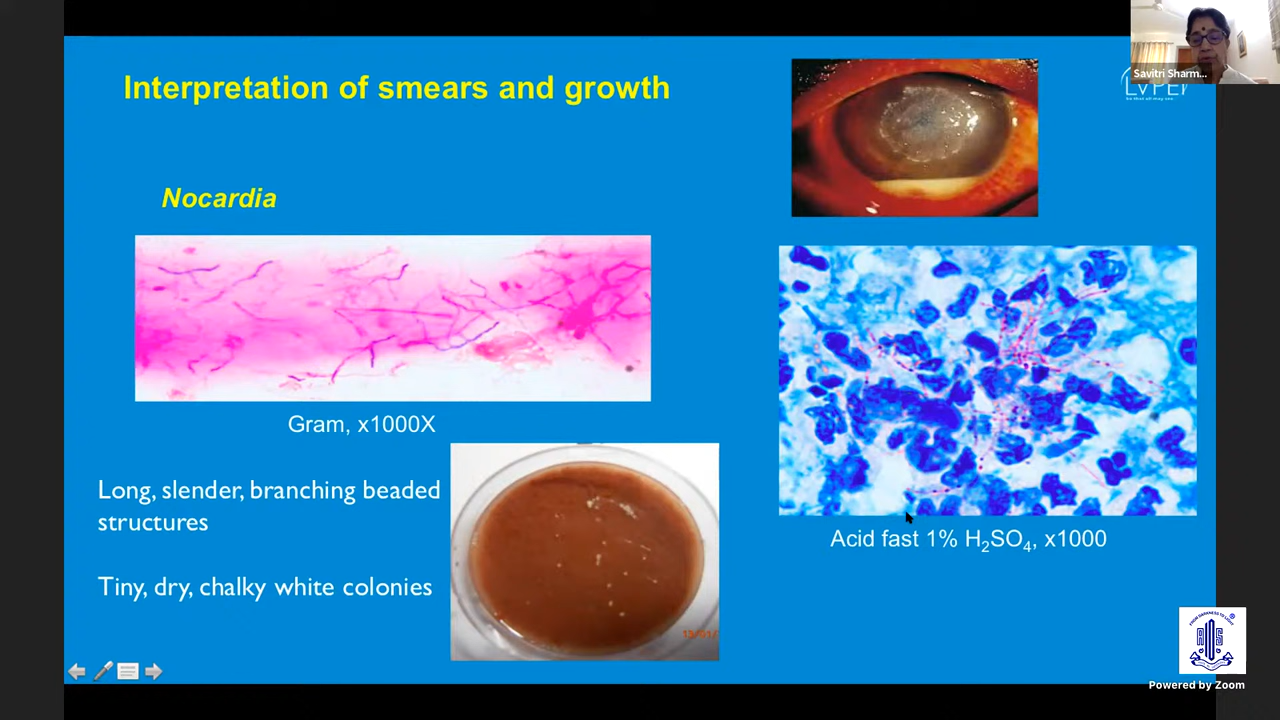 Savitri Sharm...
Interpretation of smears and growth
LVPEI
Nocardia
Gram, x1000X
Long, slender, branching beaded
structures
Tiny, dry, chalky white colonies
Acid fast 1% H₂SO₄, x1000
Powered by Zoom